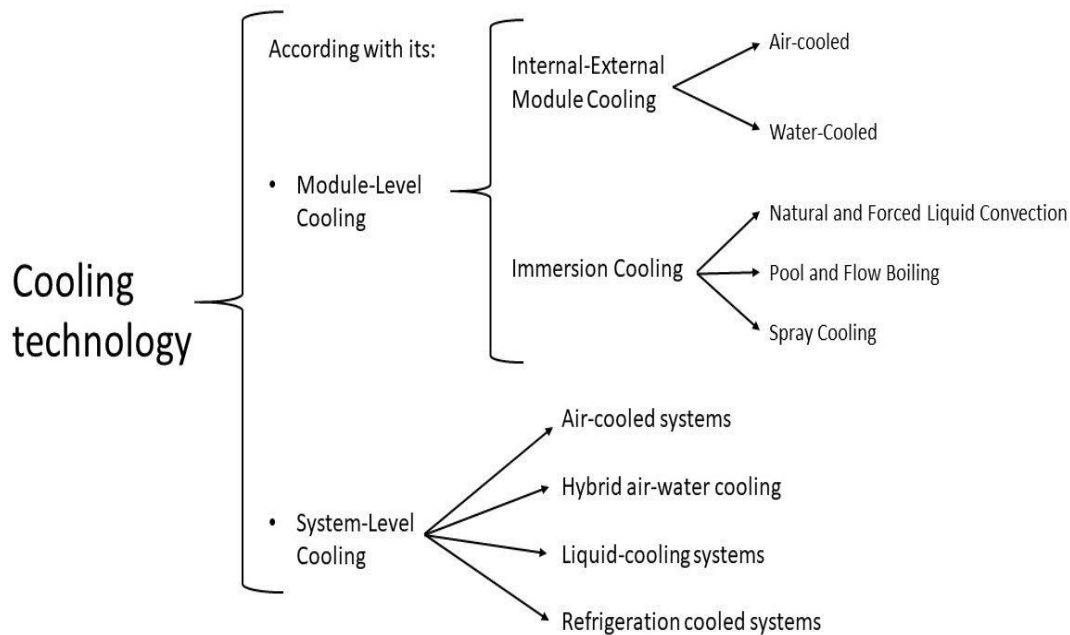 Cooling
technology
According with its:
• Module-Level
Cooling
Internal-External
Module Cooling
Air-cooled
Water-Cooled
Immersion Cooling
Natural and Forced Liquid Convection
Pool and Flow Boiling
Spray Cooling
• System-Level
Cooling
Air-cooled systems
Hybrid air-water cooling
Liquid-cooling systems
Refrigeration cooled systems